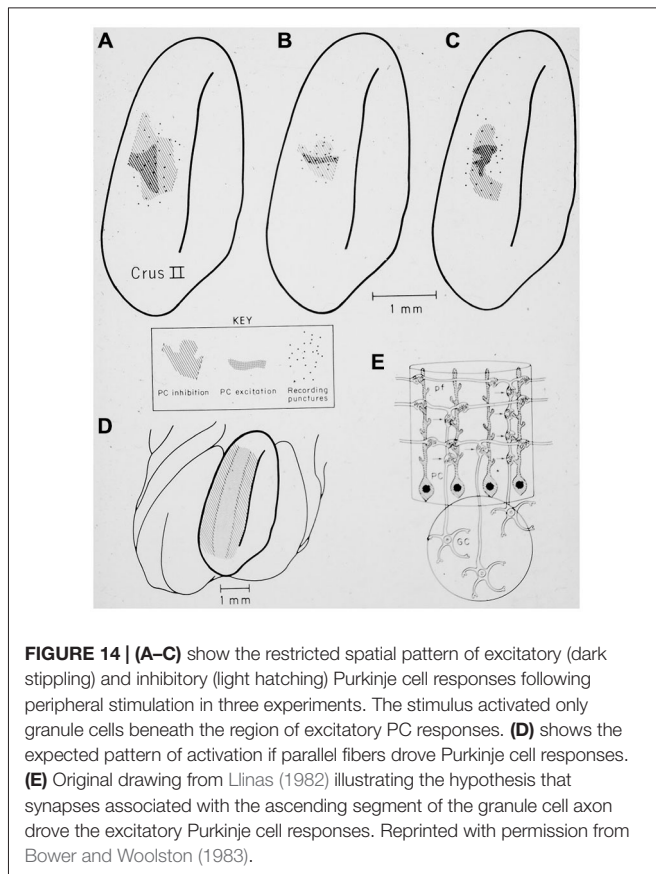 A
B
C
Crus II
1 mm
KEY
PC inhibition
PC excitation
Recording
punctures
D
1 mm
E
pf
PC
GC
FIGURE 14 | (A–C) show the restricted spatial pattern of excitatory (dark
stippling) and inhibitory (light hatching) Purkinje cell responses following
peripheral stimulation in three experiments. The stimulus activated only
granule cells beneath the region of excitatory PC responses. (D) shows the
expected pattern of activation if parallel fibers drove Purkinje cell responses.
(E) Original drawing from Llinas (1982) illustrating the hypothesis that
synapses associated with the ascending segment of the granule cell axon
drove the excitatory Purkinje cell responses. Reprinted with permission from
Bower and Woolston (1983).